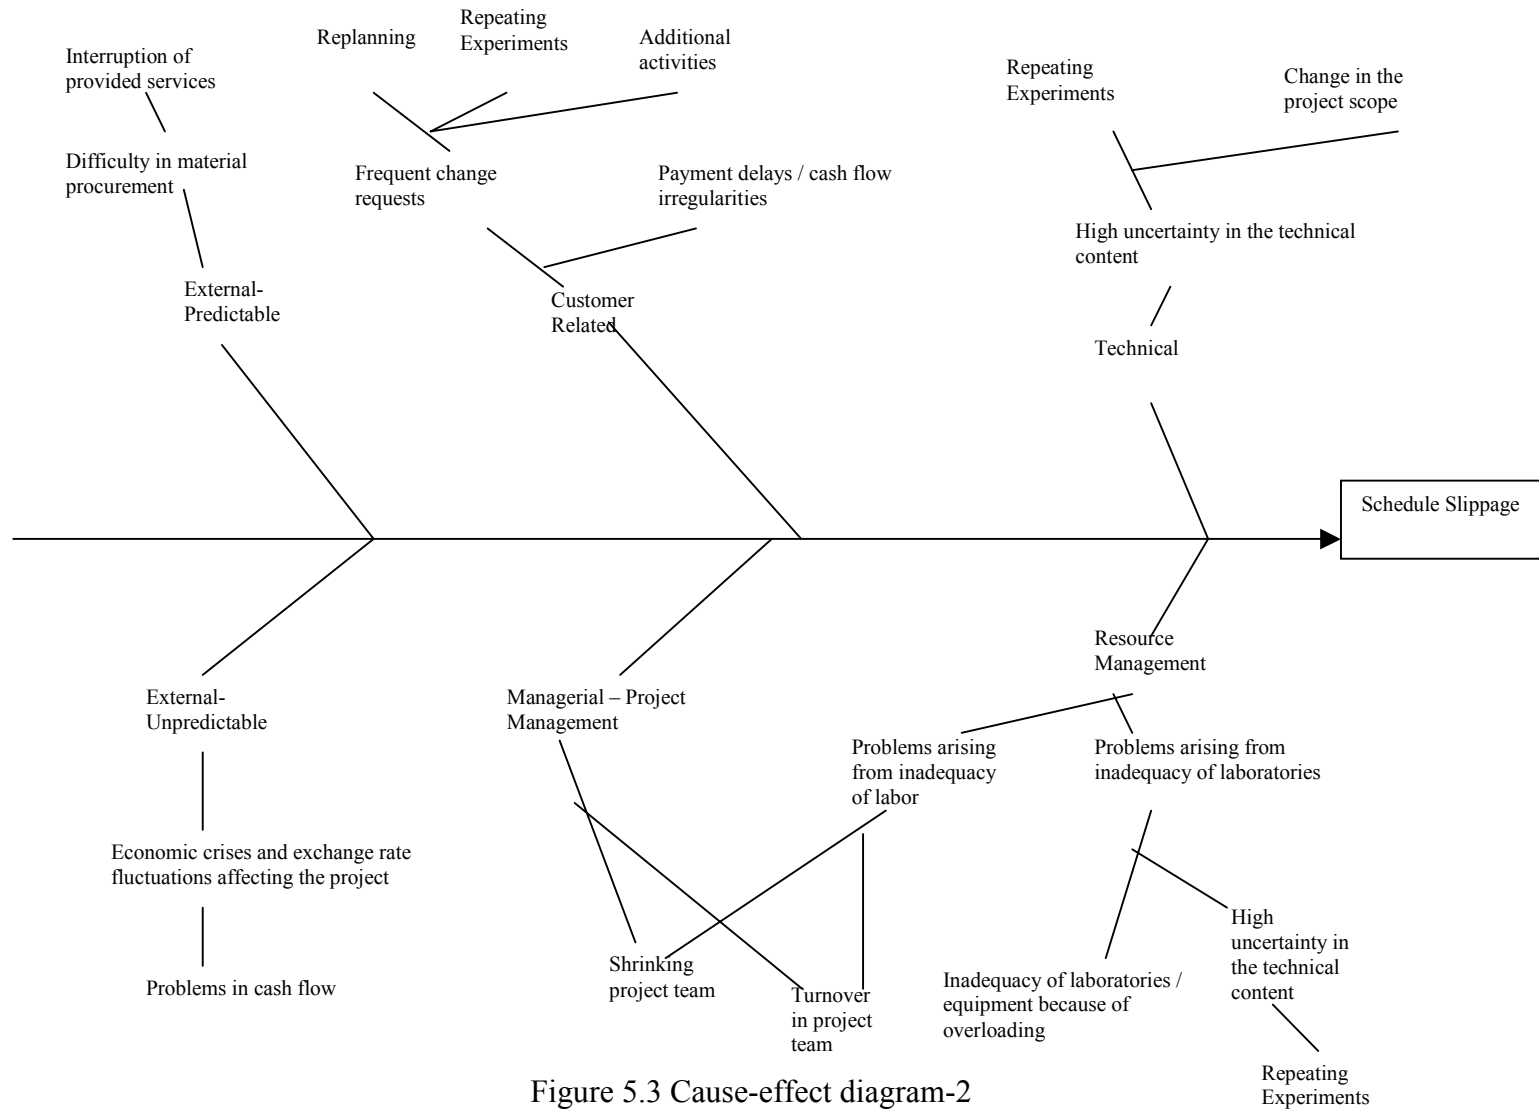 Interruption of
provided services
Difficulty in material
procurement
External-
Predictable
Replanning
Repeating
Experiments
Additional
activities
Frequent change
requests
Payment delays / cash flow
irregularities
Customer
Related
Repeating
Experiments
Change in the
project scope
High uncertainty in the technical
content
Technical
Schedule Slippage
External-
Unpredictable
Economic crises and exchange rate
fluctuations affecting the project
Problems in cash flow
Managerial – Project
Management
Shrinking
project team
Turnover
in project
team
Resource
Management
Problems arising
from inadequacy
of labor
Problems arising from
inadequacy of laboratories
Inadequacy of laboratories /
equipment because of
overloading
High
uncertainty in
the technical
content
Repeating
Experiments
Figure 5.3 Cause-effect diagram-2